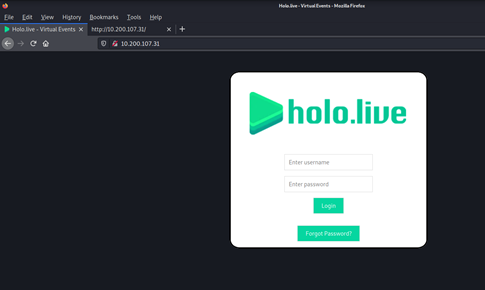 Holo.live - Virtual Events - Mozilla Firefox
File Edit View History Bookmarks Tools Help
Holo.live - Virtual Events
http://10.200.107.31/
10.200.107.31
holo.live
Enter username
Enter password
Login
Forgot Password?